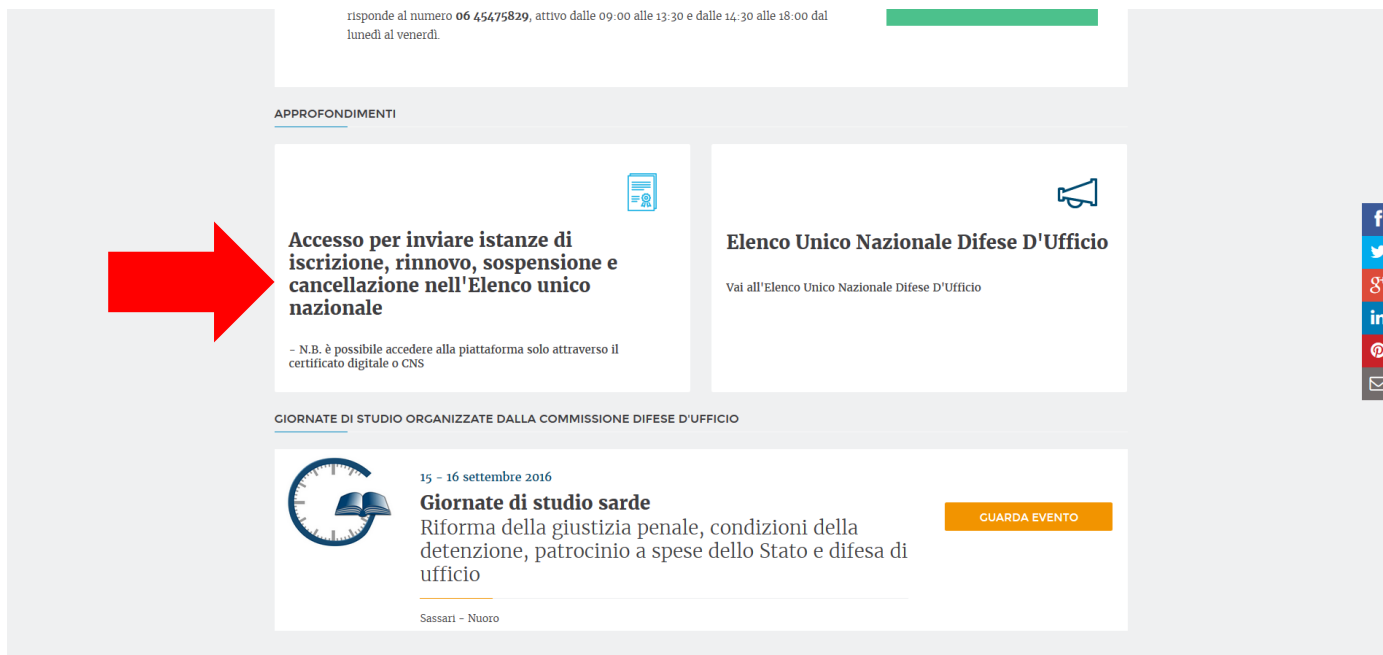 risponde al numero 06 45475829, attivo dalle 09:00 alle 13:30 e dalle 14:30 alle 18:00 dal
lunedì al venerdì.
APPROFONDIMENTI
Accesso per inviare istanze di
iscrizione, rinnovo, sospensione e
cancellazione nell'Elenco unico
nazionale
– N.B. è possibile accedere alla piattaforma solo attraverso il
certificato digitale o CNS
Elenco Unico Nazionale Difese D'Ufficio
Vai all'Elenco Unico Nazionale Difese D'Ufficio
GIORNATE DI STUDIO ORGANIZZATE DALLA COMMISSIONE DIFESE D'UFFICIO
15 – 16 settembre 2016
Giornate di studio sarde
Riforma della giustizia penale, condizioni della
detenzione, patrocinio a spese dello Stato e difesa di
ufficio
GUARDA EVENTO
Sassari – Nuoro